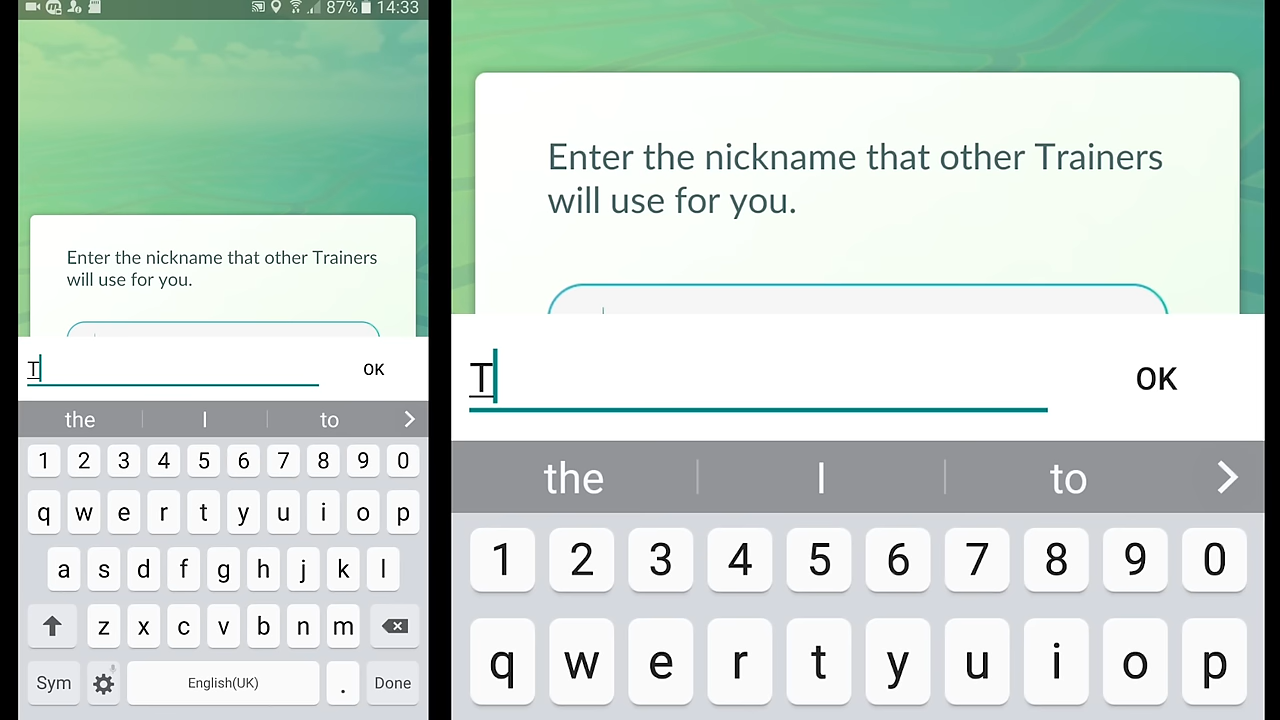 87% 14:33
Enter the nickname that other Trainers
will use for you.
T
OK
the I to
1 2 3 4 5 6 7 8 9 0
q w e r t y u i o p
a s d f g h j k l
z x c v b n m
Sym English(UK) . Done
Enter the nickname that other Trainers
will use for you.
T
OK
the I to
1 2 3 4 5 6 7 8 9 0
q w e r t y u i o p